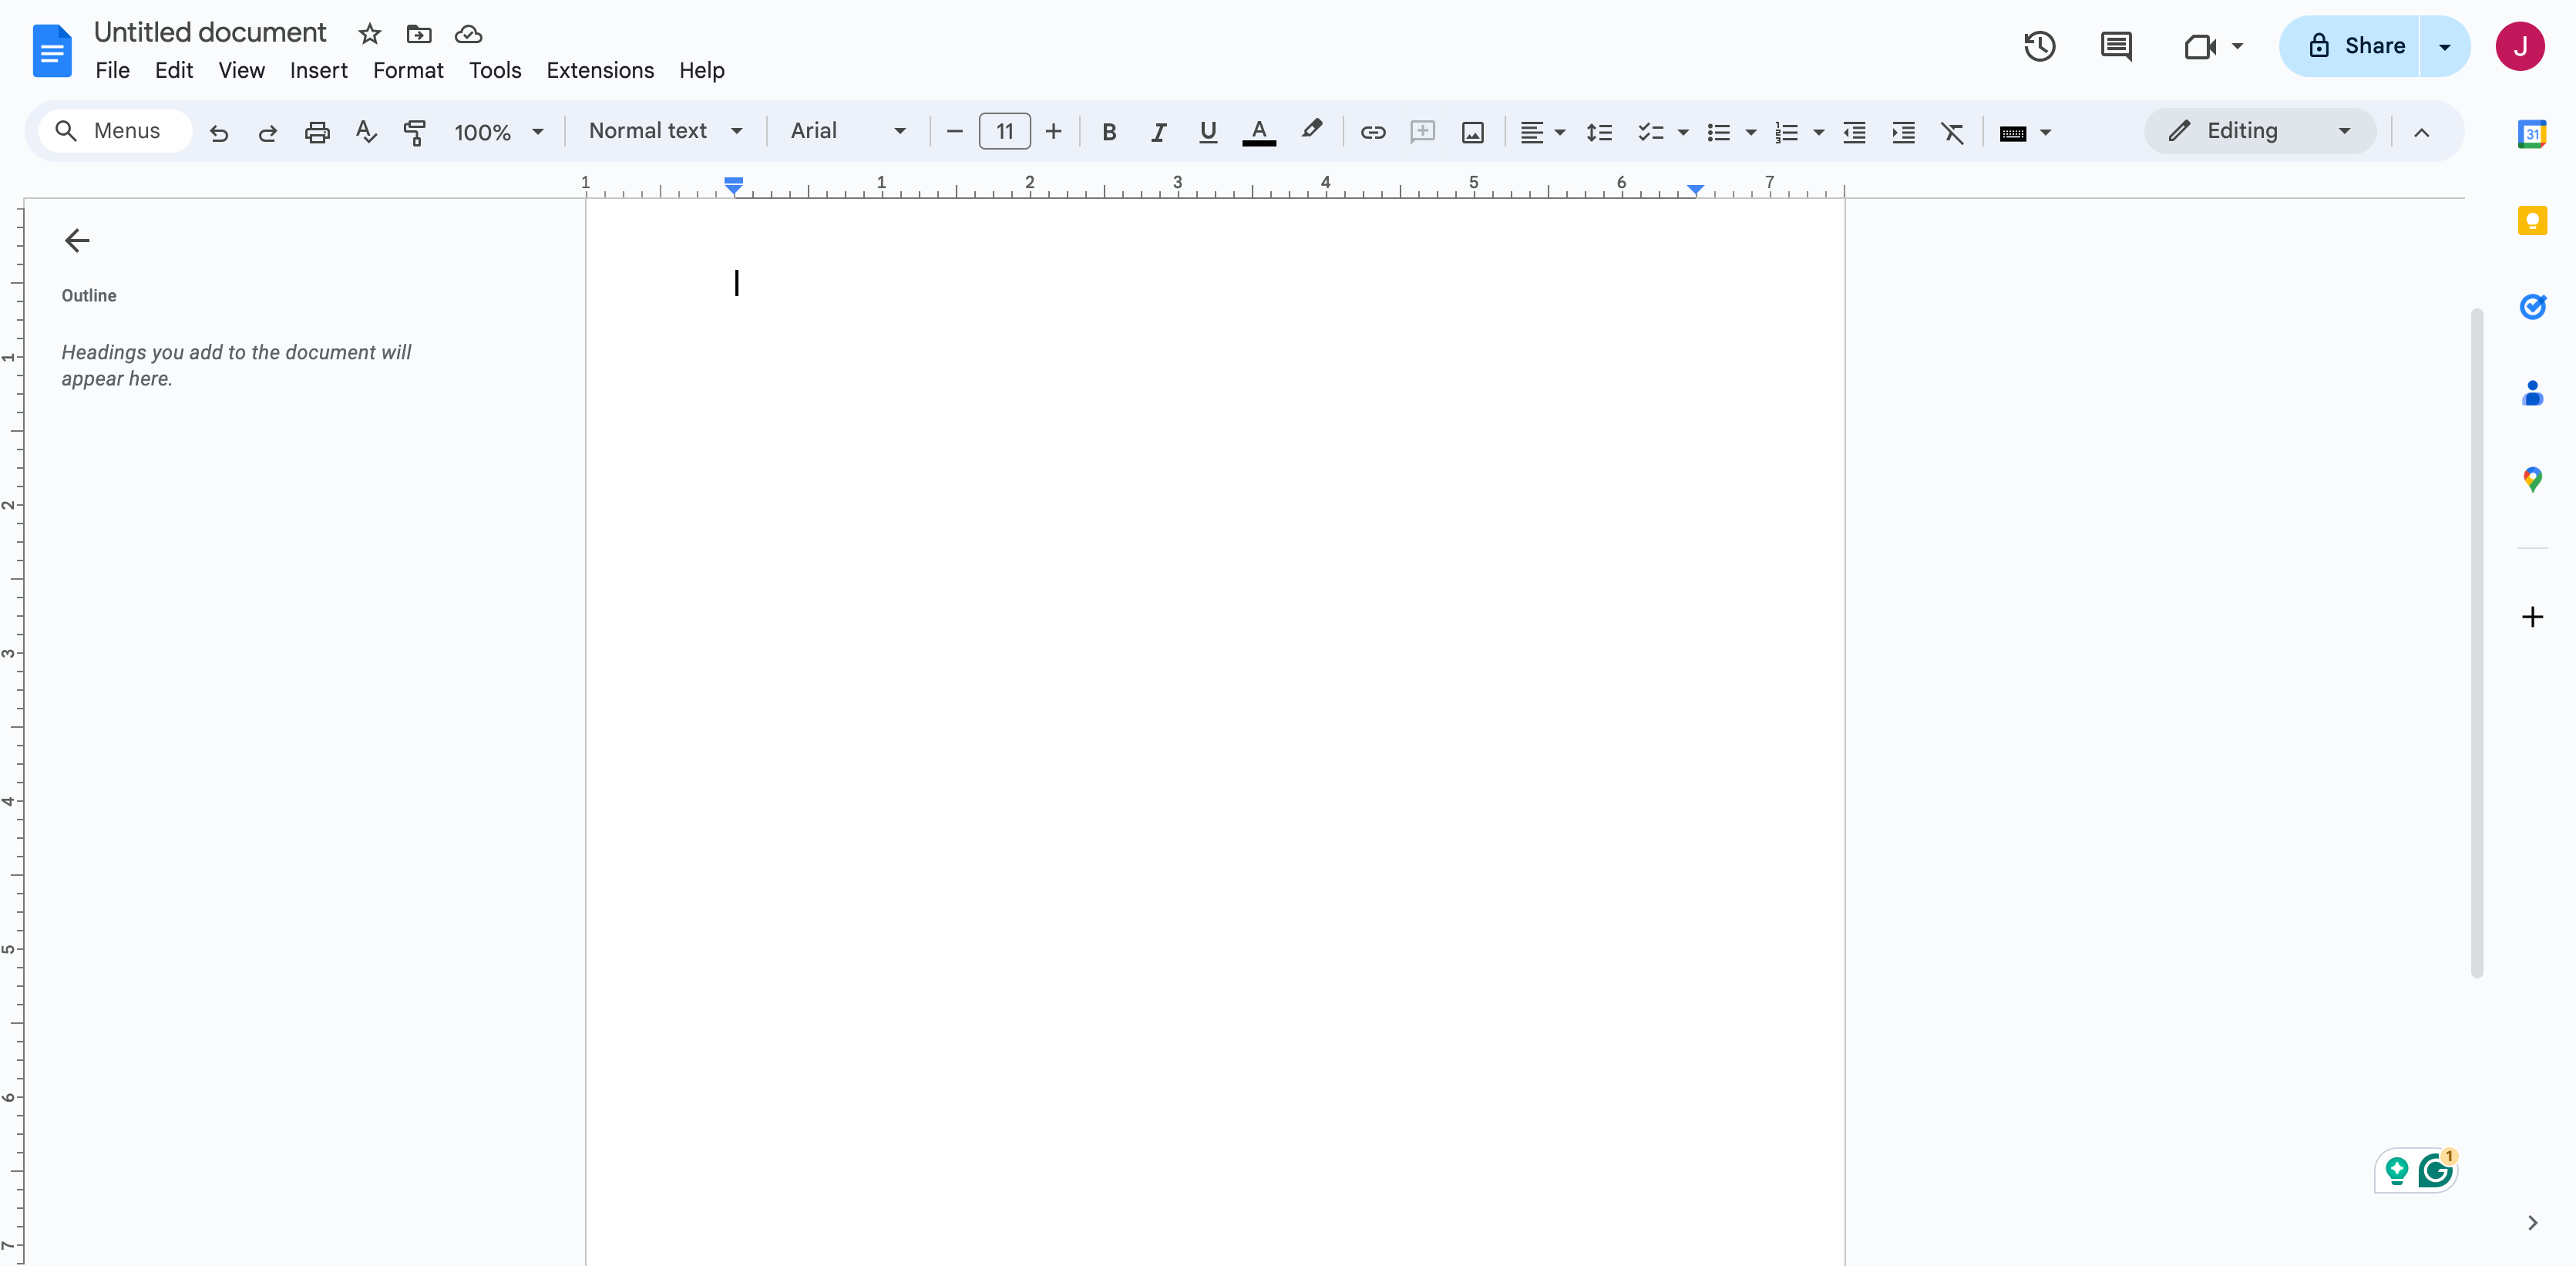 Untitled document
File Edit View Insert Format Tools Extensions Help
Share
J
Menus 100% Normal text Arial 11 B I U A Editing
31
1 1 2 3 4 5 6 7
Outline
Headings you add to the document will
appear here.
1
2
3
4
5
6
7
G 1